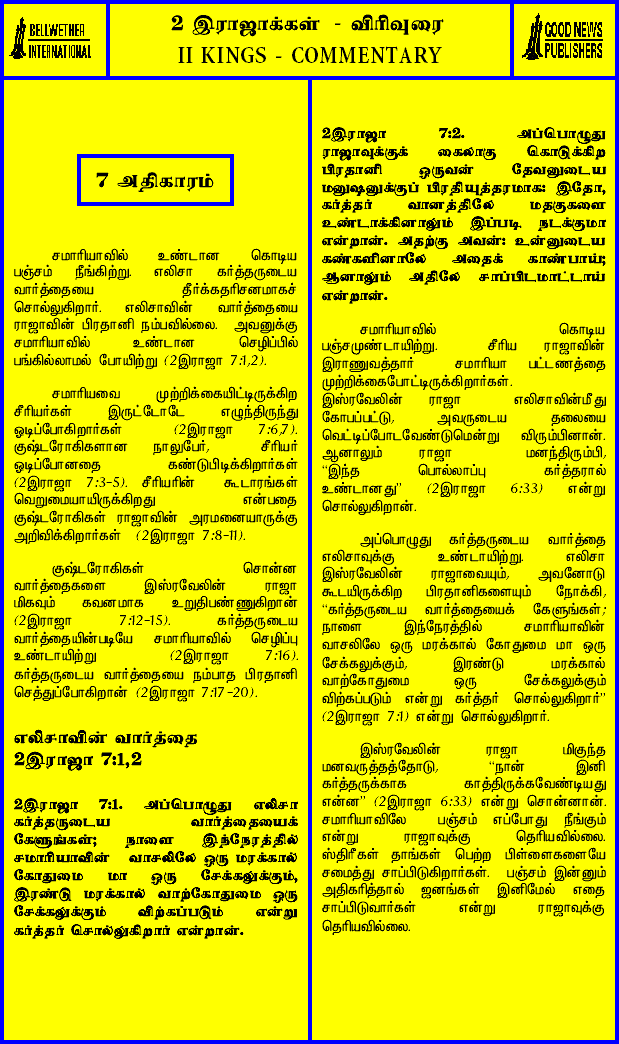 BELLWETHER
INTERNATIONAL
2 இராஜாக்கள் - விரிவுரை
II KINGS - COMMENTARY
GOOD NEWS
PUBLISHERS
7 அதிகாரம்
சமாரியாவில் உண்டான கொடிய
பஞ்சம் நீங்கிற்று. எலிசா கர்த்தருடைய
வார்த்தையை தீர்க்கதரிசனமாகச்
சொல்லுகிறார். எலிசாவின் வார்த்தையை
ராஜாவின் பிரதானி நம்பவில்லை. அவனுக்கு
சமாரியாவில் உண்டான செழிப்பில்
பங்கில்லாமல் போயிற்று (2இராஜா 7:1,2).
சமாரியவை முற்றிக்கையிட்டிருக்கிற
சீரியர்கள் இருட்டோடே எழுந்திருந்து
ஓடிப்போகிறார்கள் (2இராஜா 7:6,7).
குஷ்டரோகிகளான நாலுபேர், சீரியர்
ஓடிப்போனதை கண்டுபிடிக்கிறார்கள்
(2இராஜா 7:3-5). சீரியரின் கூடாரங்கள்
வெறுமையாயிருக்கிறது என்பதை
குஷ்டரோகிகள் ராஜாவின் அரமனையாருக்கு
அறிவிக்கிறார்கள் (2இராஜா 7:8-11).
குஷ்டரோகிகள் சொன்ன
வார்த்தைகளை இஸ்ரவேலின் ராஜா
மிகவும் கவனமாக உறுதிபண்ணுகிறான்
(2இராஜா 7:12-15). கர்த்தருடைய
வார்த்தையின்படியே சமாரியாவில் செழிப்பு
உண்டாயிற்று (2இராஜா 7:16).
கர்த்தருடைய வார்த்தையை நம்பாத பிரதானி
செத்துப்போகிறான் (2இராஜா 7:17-20).
எலிசாவின் வார்த்தை
2இராஜா 7:1,2
2இராஜா 7:1. அப்பொழுது எலிசா
கர்த்தருடைய வார்த்தையைக்
கேளுங்கள்; நாளை இந்நேரத்தில்
சமாரியாவின் வாசலிலே ஒரு மரக்கால்
கோதுமை மா ஒரு சேக்கலுக்கும்,
இரண்டு மரக்கால் வாற்கோதுமை ஒரு
சேக்கலுக்கும் விற்கப்படும் என்று
கர்த்தர் சொல்லுகிறார் என்றான்.
2இராஜா 7:2. அப்பொழுது
ராஜாவுக்குக் கைலாகு கொடுக்கிற
பிரதானி ஒருவன் தேவனுடைய
மனுஷனுக்குப் பிரதியுத்தரமாக: இதோ,
கர்த்தர் வானத்திலே மதகுகளை
உண்டாக்கினாலும் இப்படி நடக்குமா
என்றான். அதற்கு அவன்: உன்னுடைய
கண்களினாலே அதைக் காண்பாய்;
ஆனாலும் அதிலே சாப்பிடமாட்டாய்
என்றான்.
சமாரியாவில் கொடிய
பஞ்சமுண்டாயிற்று. சீரிய ராஜாவின்
இராணுவத்தார் சமாரியா பட்டணத்தை
முற்றிக்கைபோட்டிருக்கிறார்கள்.
இஸ்ரவேலின் ராஜா எலிசாவின்மீது
கோபப்பட்டு, அவருடைய தலையை
வெட்டிப்போடவேண்டுமென்று விரும்பினான்.
ஆனாலும் ராஜா மனந்திரும்பி,
"இந்த பொல்லாப்பு கர்த்தரால்
உண்டானது" (2இராஜா 6:33) என்று
சொல்லுகிறான்.
அப்பொழுது கர்த்தருடைய வார்த்தை
எலிசாவுக்கு உண்டாயிற்று. எலிசா
இஸ்ரவேலின் ராஜாவையும், அவனோடு
கூடயிருக்கிற பிரதானிகளையும் நோக்கி,
"கர்த்தருடைய வார்த்தையைக் கேளுங்கள்;
நாளை இந்நேரத்தில் சமாரியாவின்
வாசலிலே ஒரு மரக்கால் கோதுமை மா ஒரு
சேக்கலுக்கும், இரண்டு மரக்கால்
வாற்கோதுமை ஒரு சேக்கலுக்கும்
விற்கப்படும் என்று கர்த்தர் சொல்லுகிறார்"
(2இராஜா 7:1) என்று சொல்லுகிறார்.
இஸ்ரவேலின் ராஜா மிகுந்த
மனவருத்தத்தோடு, "நான் இனி
கர்த்தருக்காக காத்திருக்கவேண்டியது
என்ன" (2இராஜா 6:33) என்று சொன்னான்.
சமாரியாவிலே பஞ்சம் எப்போது நீங்கும்
என்று ராஜாவுக்கு தெரியவில்லை.
ஸ்திரீகள் தாங்கள் பெற்ற பிள்ளைகளையே
சமைத்து சாப்பிடுகிறார்கள். பஞ்சம் இன்னும்
அதிகரித்தால் ஜனங்கள் இனிமேல் எதை
சாப்பிடுவார்கள் என்று ராஜாவுக்கு
தெரியவில்லை.